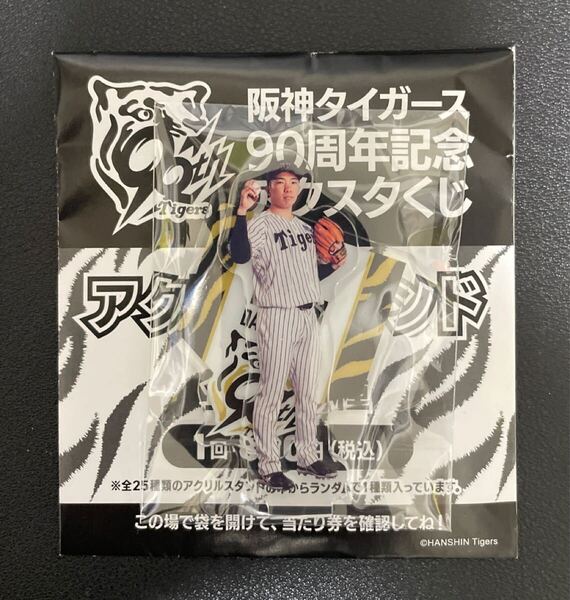 阪神タイガース
90周年記念
クスタくじ
90th
Tigers
アク ッド
Tigers
1回 (税込)
※全25種類のアクリルスタンドの中からランダムで1種類入っています。
この場で袋を開けて、当たり券を確認してね!
©HANSHIN Tigers